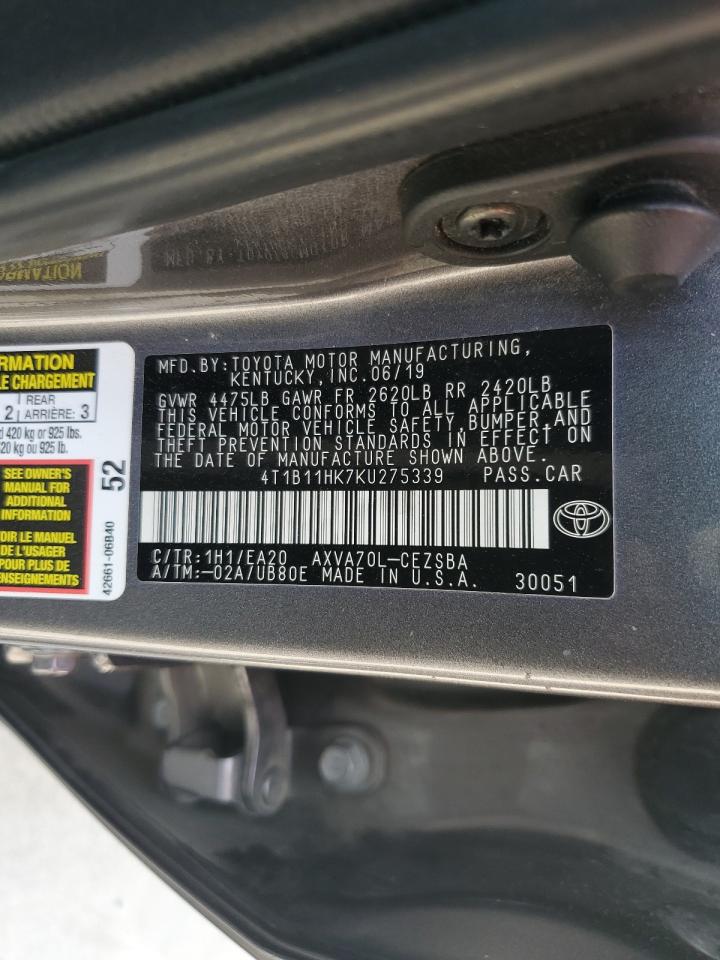 MFD.BY:TOYOTA MOTOR MANUFACTURING,
KENTUCKY,INC.06/19
GVWR 4475LB GAWR FR 2620LB RR 2420LB
THIS VEHICLE CONFORMS TO ALL APPLICABLE
FEDERAL MOTOR VEHICLE SAFETY,BUMPER,AND
THEFT PREVENTION STANDARDS IN EFFECT ON
THE DATE OF MANUFACTURE SHOWN ABOVE.
4T1B11HK7KU275339 PASS.CAR
C/TR:1H1/EA20 AXVA70L-CEZSBA
A/TM:-02A/UB80E MADE IN U.S.A. 30051
RMATION
LE CHARGEMENT
REAR
2 ARRIÈRE: 3
420 kg or 925 lbs.
0 kg ou 925 lb.
SEE OWNER'S
MANUAL FOR
ADDITIONAL
INFORMATION
OIR LE MANUEL
DE L'USAGER
POUR PLUS DE
ENSEIGNEMENTS
52
42661-06B40